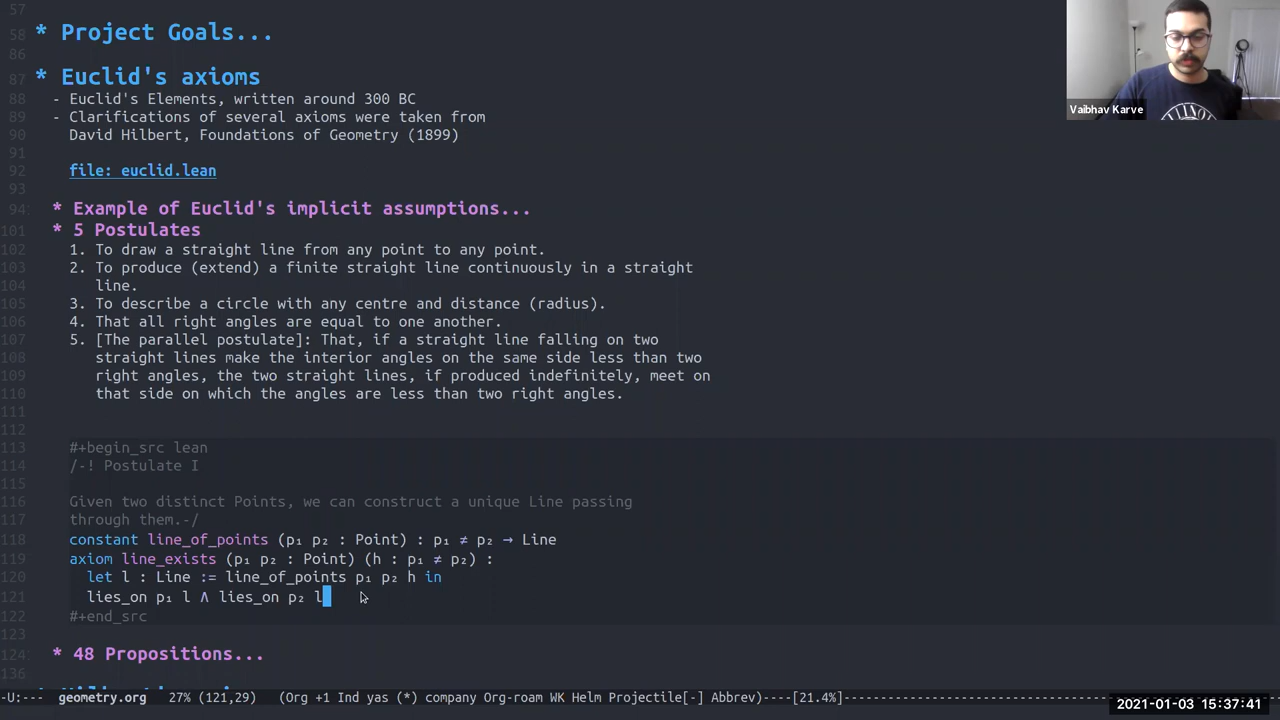 57
58 * Project Goals...
86
87 * Euclid's axioms
88 - Euclid's Elements, written around 300 BC
89 - Clarifications of several axioms were taken from
90 David Hilbert, Foundations of Geometry (1899)
91
92 file: euclid.lean
93
94 * Example of Euclid's implicit assumptions...
101 * 5 Postulates
102 1. To draw a straight line from any point to any point.
103 2. To produce (extend) a finite straight line continuously in a straight
104 line.
105 3. To describe a circle with any centre and distance (radius).
106 4. That all right angles are equal to one another.
107 5. [The parallel postulate]: That, if a straight line falling on two
108 straight lines make the interior angles on the same side less than two
109 right angles, the two straight lines, if produced indefinitely, meet on
110 that side on which the angles are less than two right angles.
111
112
113 #+begin_src lean
114 /-! Postulate I
115
116 Given two distinct Points, we can construct a unique Line passing
117 through them.-/
118 constant line_of_points (p₁ p₂ : Point) : p₁ ≠ p₂ → Line
119 axiom line_exists (p₁ p₂ : Point) (h : p₁ ≠ p₂) :
120 let l : Line := line_of_points p₁ p₂ h in
121 lies_on p₁ l ∧ lies_on p₂ l
122 #+end_src
123
124 * 48 Propositions...
136
-U:--- geometry.org 27% (121,29) (Org +1 Ind yas (*) company Org-roam WK Helm Projectile[-] Abbrev)----[21.4%]
Vaibhav Karve
2021-01-03 15:37:41